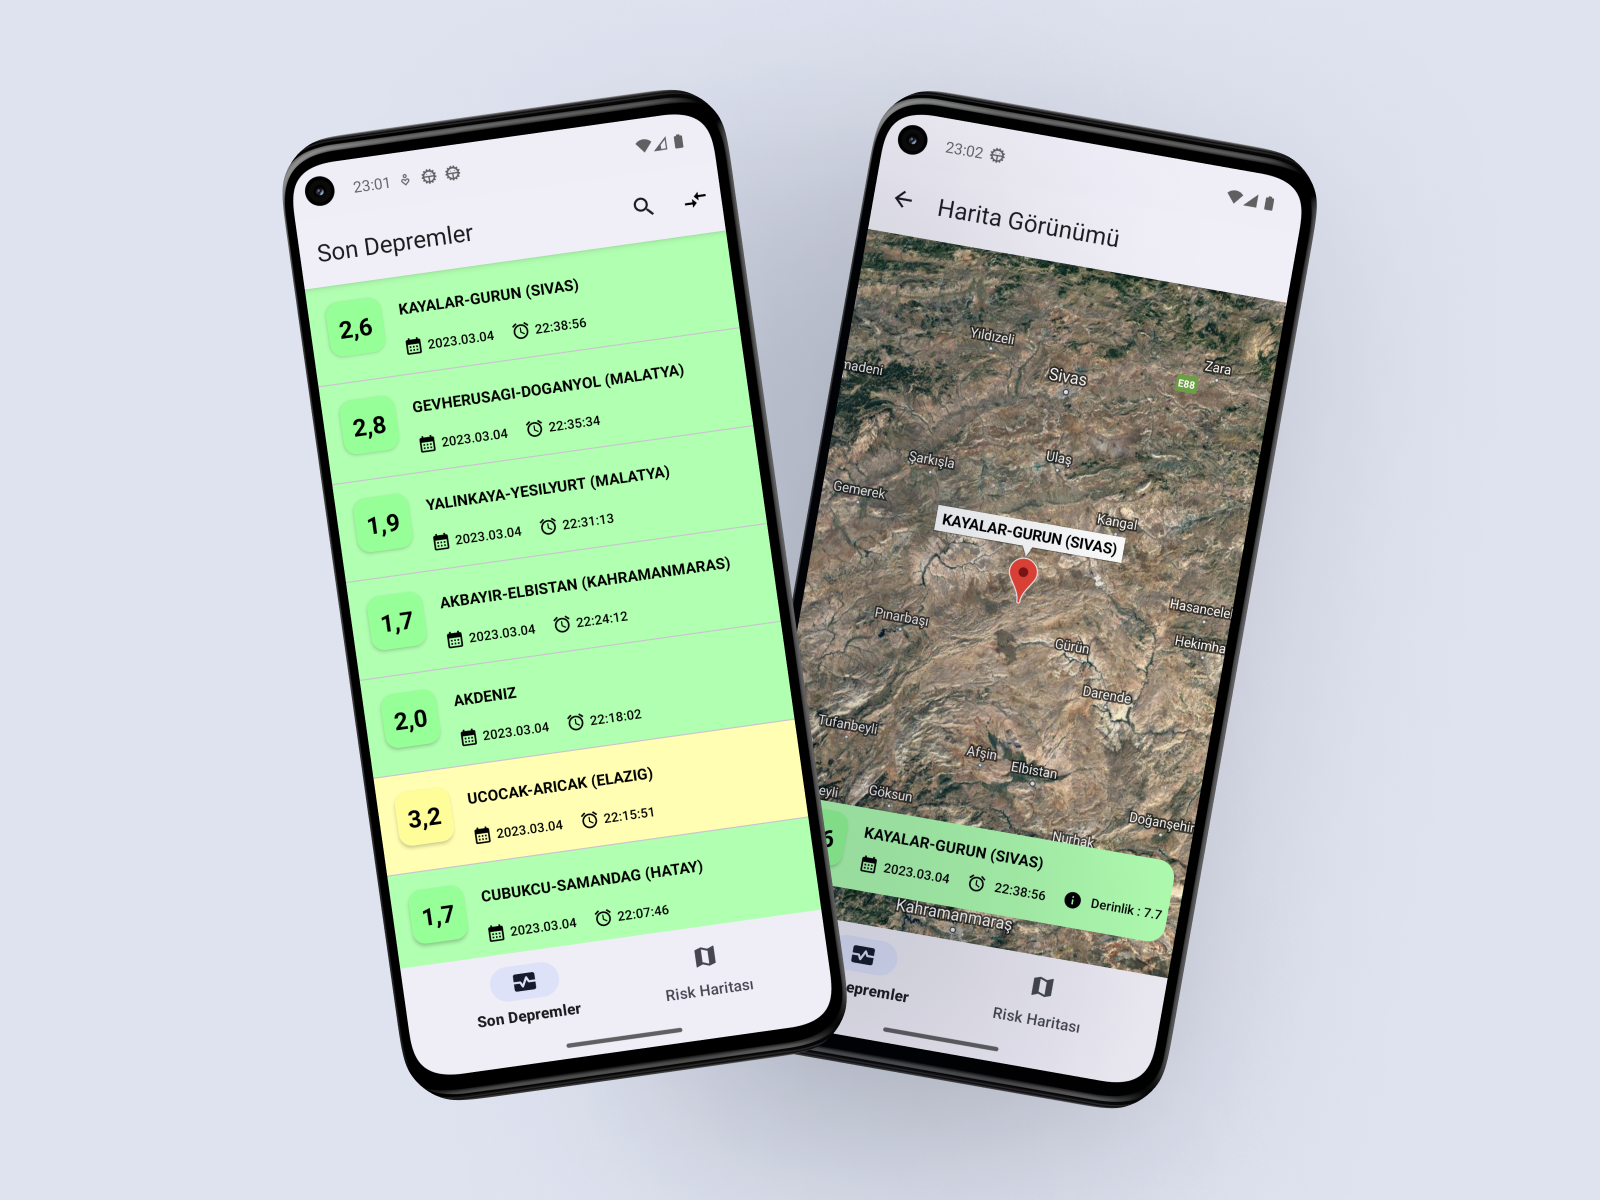 23:01
Son Depremler
2,6
KAYALAR-GURUN (SIVAS)
2023.03.04 22:38:56
2,8
GEVHERUSAGI-DOGANYOL (MALATYA)
2023.03.04 22:35:34
1,9
YALINKAYA-YESILYURT (MALATYA)
2023.03.04 22:31:13
1,7
AKBAYIR-ELBISTAN (KAHRAMANMARAS)
2023.03.04 22:24:12
2,0
AKDENIZ
2023.03.04 22:18:02
3,2
UCOCAK-ARICAK (ELAZIG)
2023.03.04 22:15:51
1,7
CUBUKCU-SAMANDAG (HATAY)
2023.03.04 22:07:46
Son Depremler
Risk Haritası
23:02
Harita Görünümü
Yıldızeli
madeni
Sivas
Zara
E88
Şarkışla
Ulaş
Gemerek
Kangal
KAYALAR-GURUN (SIVAS)
Pınarbaşı
Hasancele
Gürün
Hekimha
Darende
Tufanbeyli
Afşin
Elbistan
eyli
Göksun
Nurhak
Doğanşehir
6
KAYALAR-GURUN (SIVAS)
2023.03.04 22:38:56 Derinlik : 7.7
Kahramanmaraş
epremler
Risk Haritası